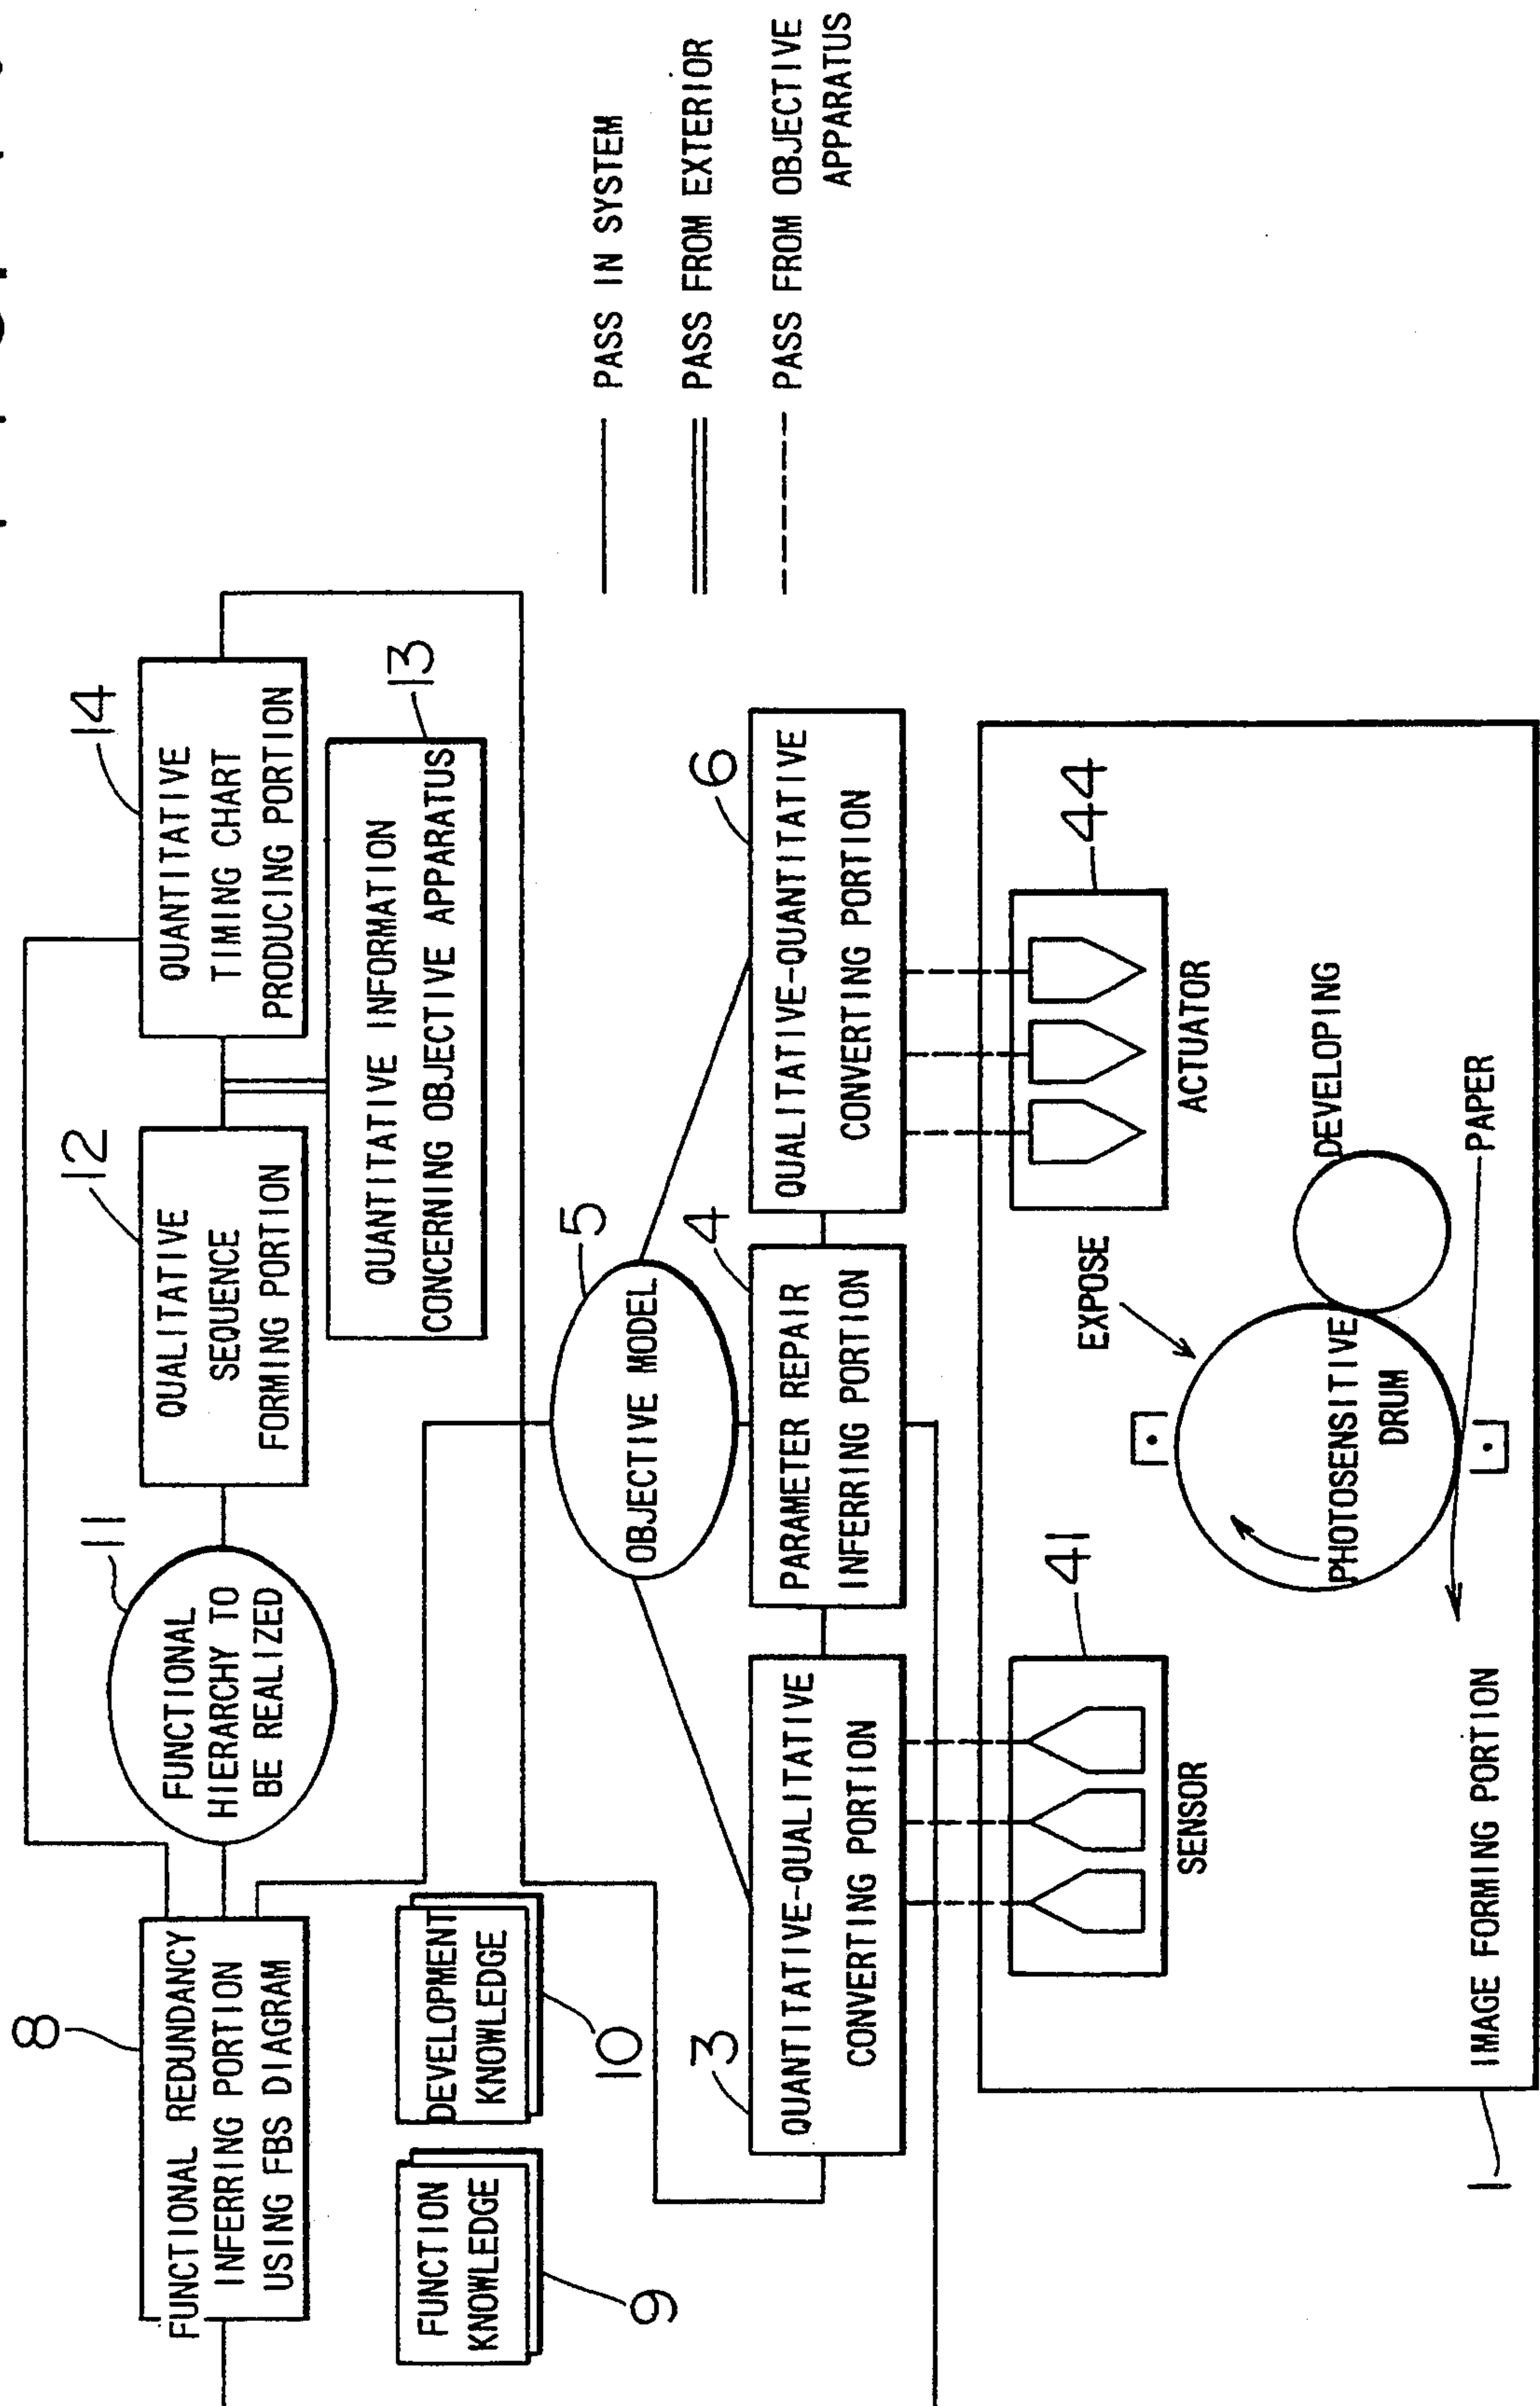 8
FUNCTIONAL REDUNDANCY
INFERRING PORTION
USING FBS DIAGRAM
11
FUNCTIONAL
HIERARCHY TO
BE REALIZED
12
QUALITATIVE
SEQUENCE
FORMING PORTION
14
QUANTITATIVE
TIMING CHART
PRODUCING PORTION
13
QUANTITATIVE INFORMATION
CONCERNING OBJECTIVE APPARATUS
FUNCTION
KNOWLEDGE
9
DEVELOPMENT
KNOWLEDGE
10
5
OBJECTIVE MODEL
3
QUANTITATIVE-QUALITATIVE
CONVERTING PORTION
4
PARAMETER REPAIR
INFERRING PORTION
6
QUALITATIVE-QUANTITATIVE
CONVERTING PORTION
PASS IN SYSTEM
PASS FROM EXTERIOR
PASS FROM OBJECTIVE
APPARATUS
41
SENSOR
44
ACTUATOR
EXPOSE
DEVELOPING
PHOTOSENSITIVE
DRUM
PAPER
IMAGE FORMING PORTION
1